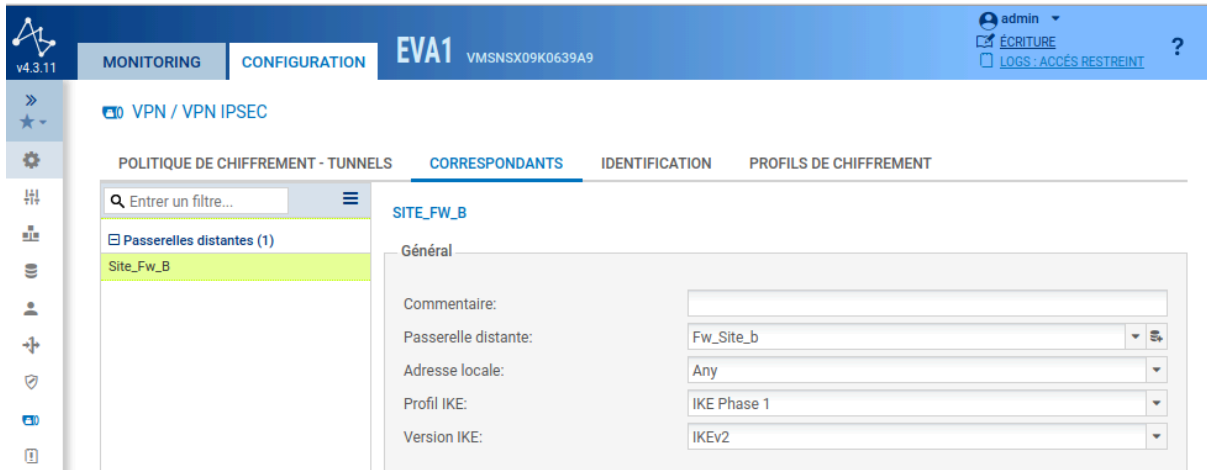 admin
ÉCRITURE
LOGS : ACCÉS RESTREINT
?
v4.3.11
MONITORING
CONFIGURATION
EVA1 VMSNSX09K0639A9
VPN / VPN IPSEC
POLITIQUE DE CHIFFREMENT - TUNNELS
CORRESPONDANTS
IDENTIFICATION
PROFILS DE CHIFFREMENT
Entrer un filtre...
Passerelles distantes (1)
Site_Fw_B
SITE_FW_B
Général
Commentaire:
Passerelle distante: Fw_Site_b
Adresse locale: Any
Profil IKE: IKE Phase 1
Version IKE: IKEv2